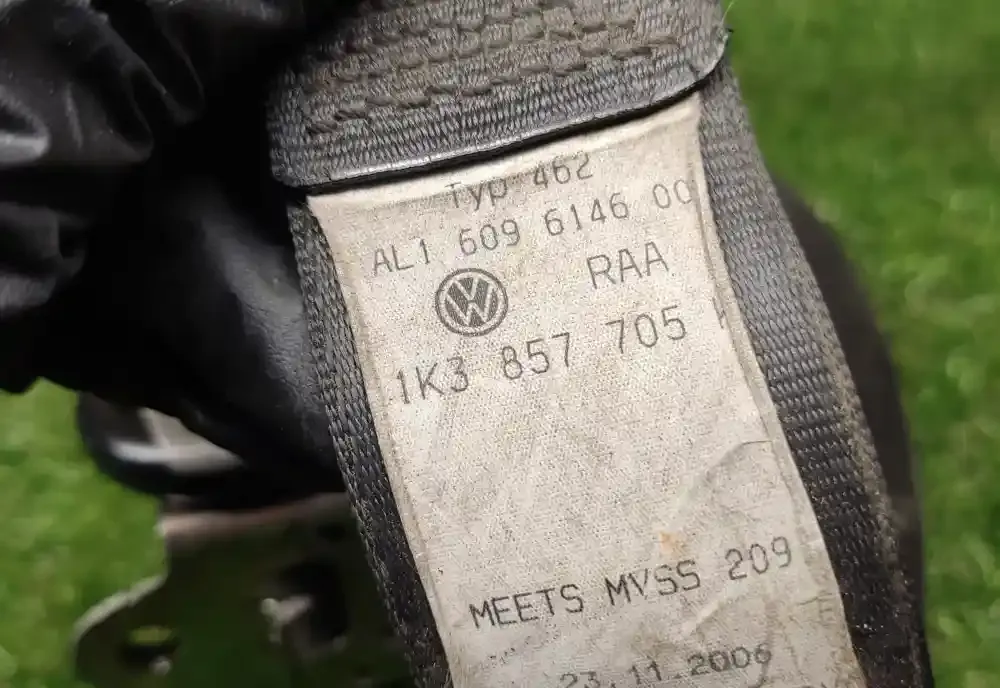 Typ 462
AL1 609 6146 00
RAA
1K3 857 705
MEETS MVSS 209
23.11.2006